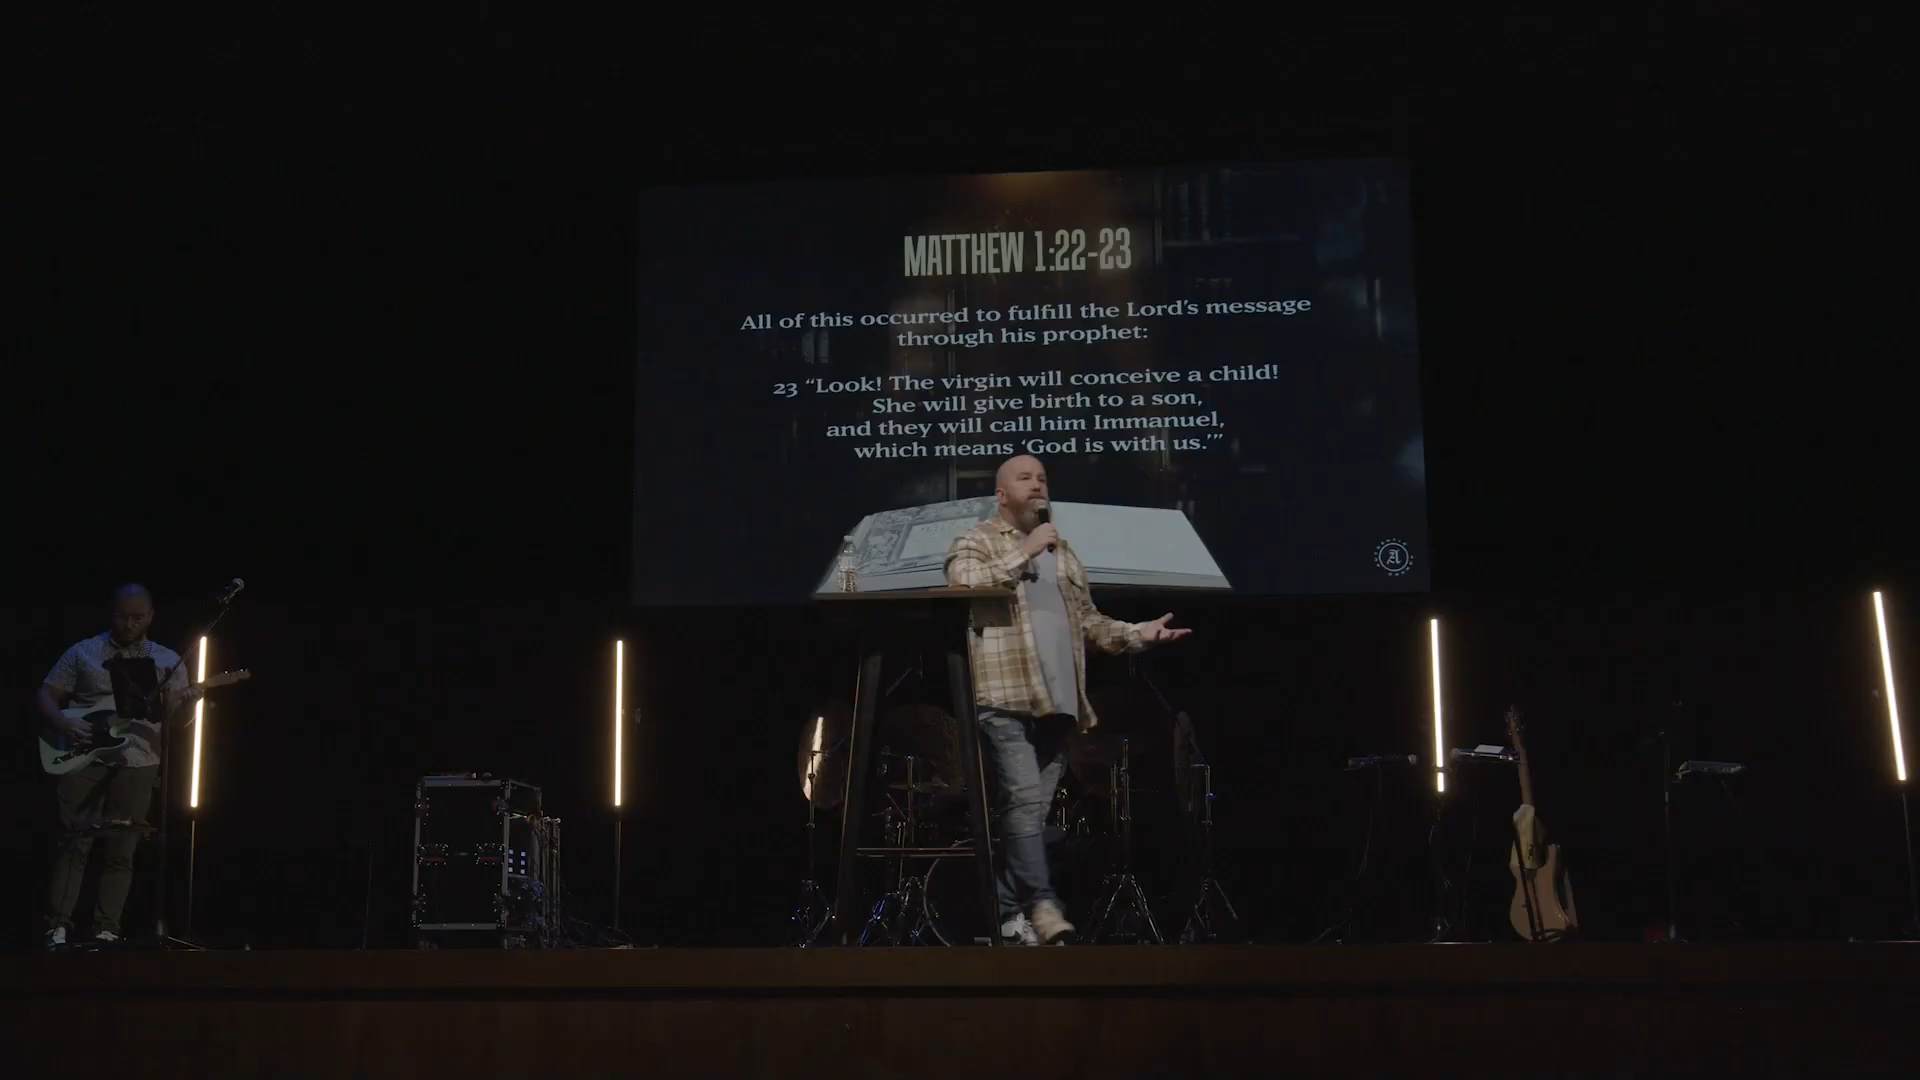 MATTHEW 1:22-23
All of this occurred to fulfill the Lord's message
through his prophet:
23 “Look! The virgin will conceive a child!
She will give birth to a son,
and they will call him Immanuel,
which means ‘God is with us.’”
A